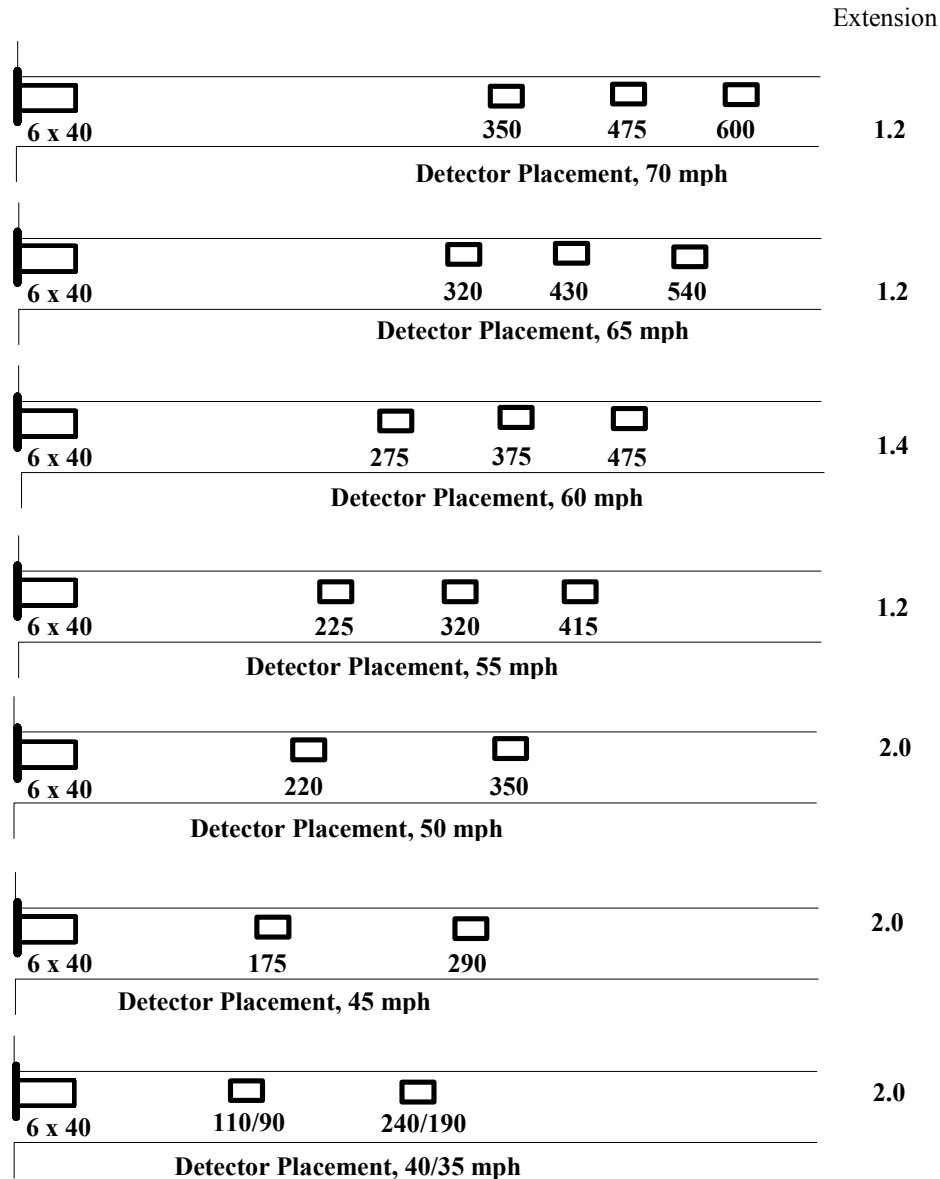 Extension
6 x 40 350 475 600 1.2
Detector Placement, 70 mph
6 x 40 320 430 540 1.2
Detector Placement, 65 mph
6 x 40 275 375 475 1.4
Detector Placement, 60 mph
6 x 40 225 320 415 1.2
Detector Placement, 55 mph
6 x 40 220 350 2.0
Detector Placement, 50 mph
6 x 40 175 290 2.0
Detector Placement, 45 mph
6 x 40 110/90 240/190 2.0
Detector Placement, 40/35 mph